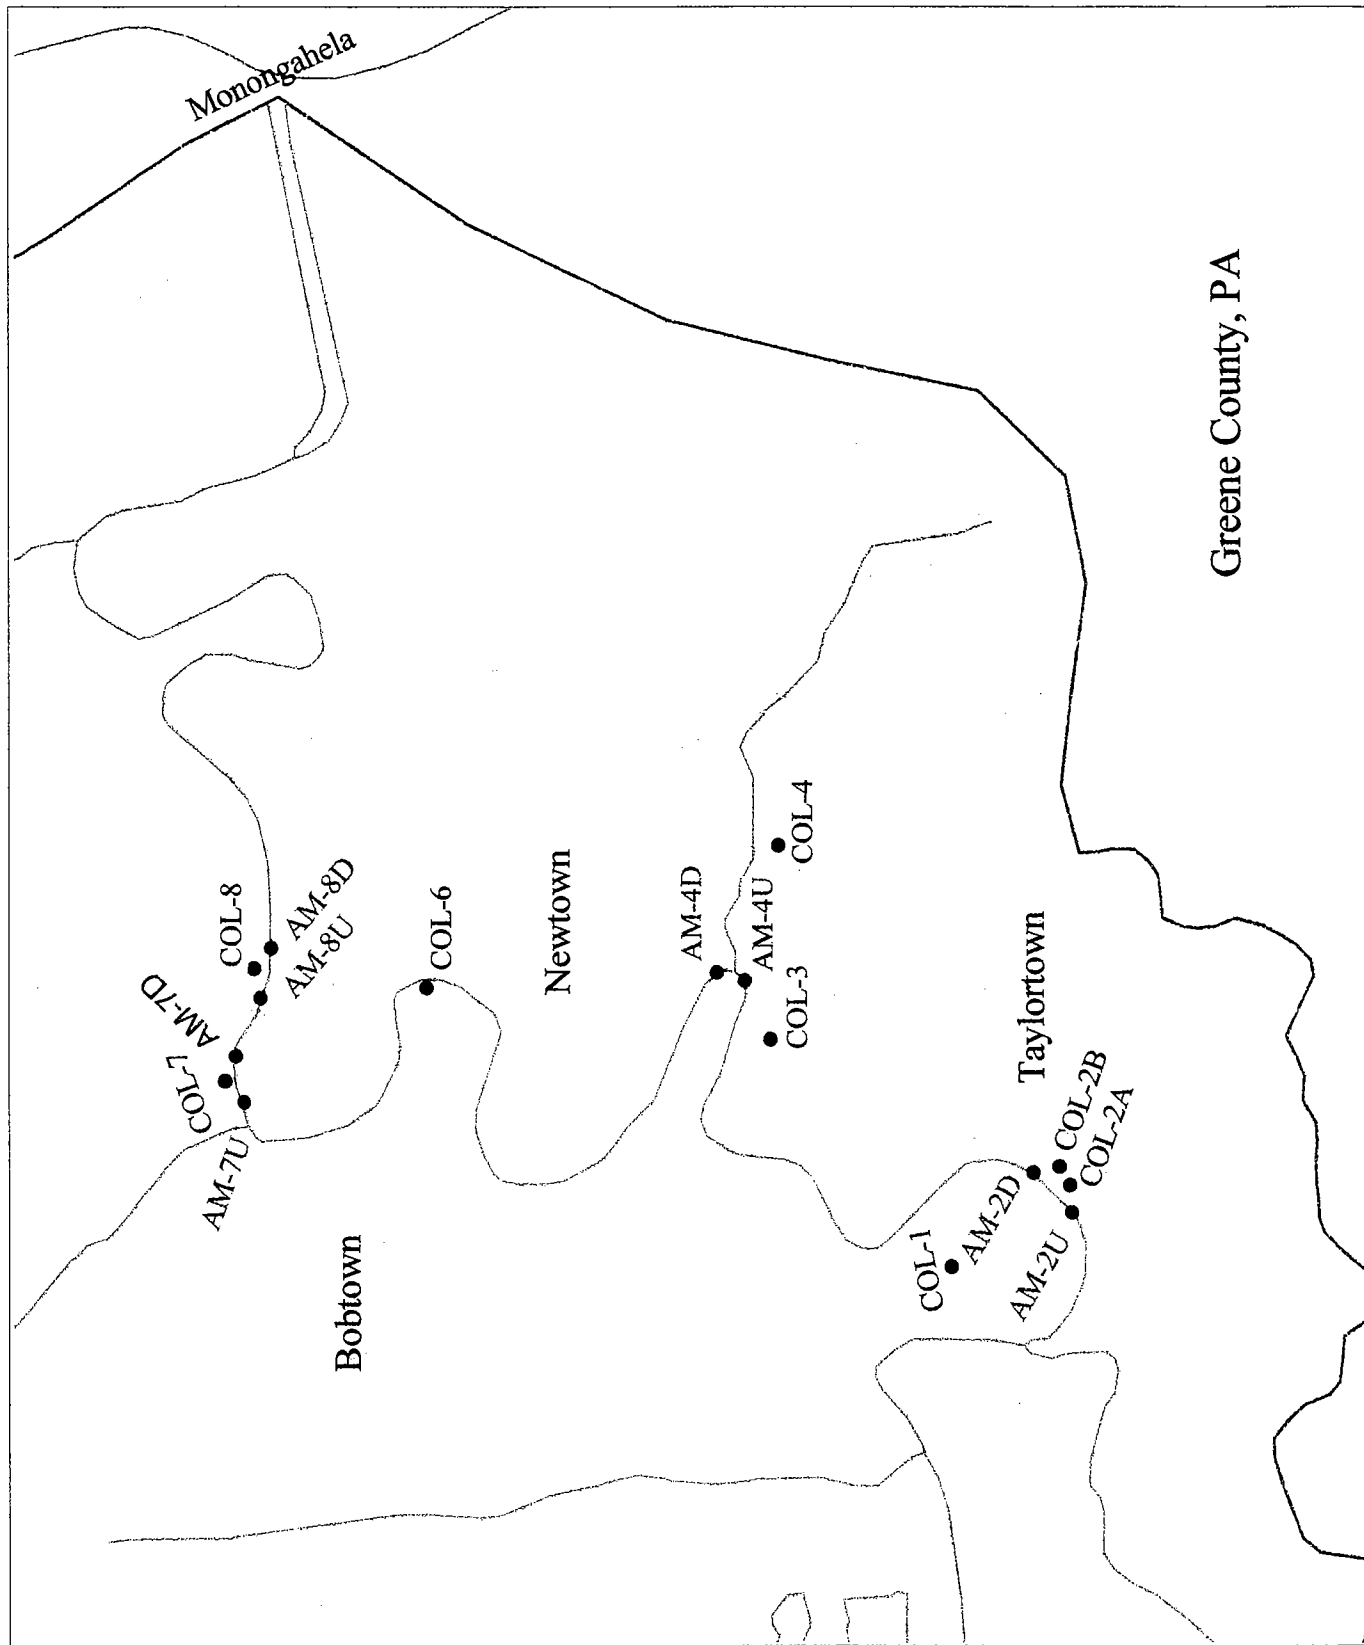 Monongahela
COL-7
AM-7D
COL-8
AM-7U
AM-8U
AM-8D
Bobtown
COL-6
Newtown
AM-4D
AM-4U
COL-3
COL-4
COL-1
AM-2D
AM-2U
Taylortown
COL-2B
COL-2A
Greene County, PA